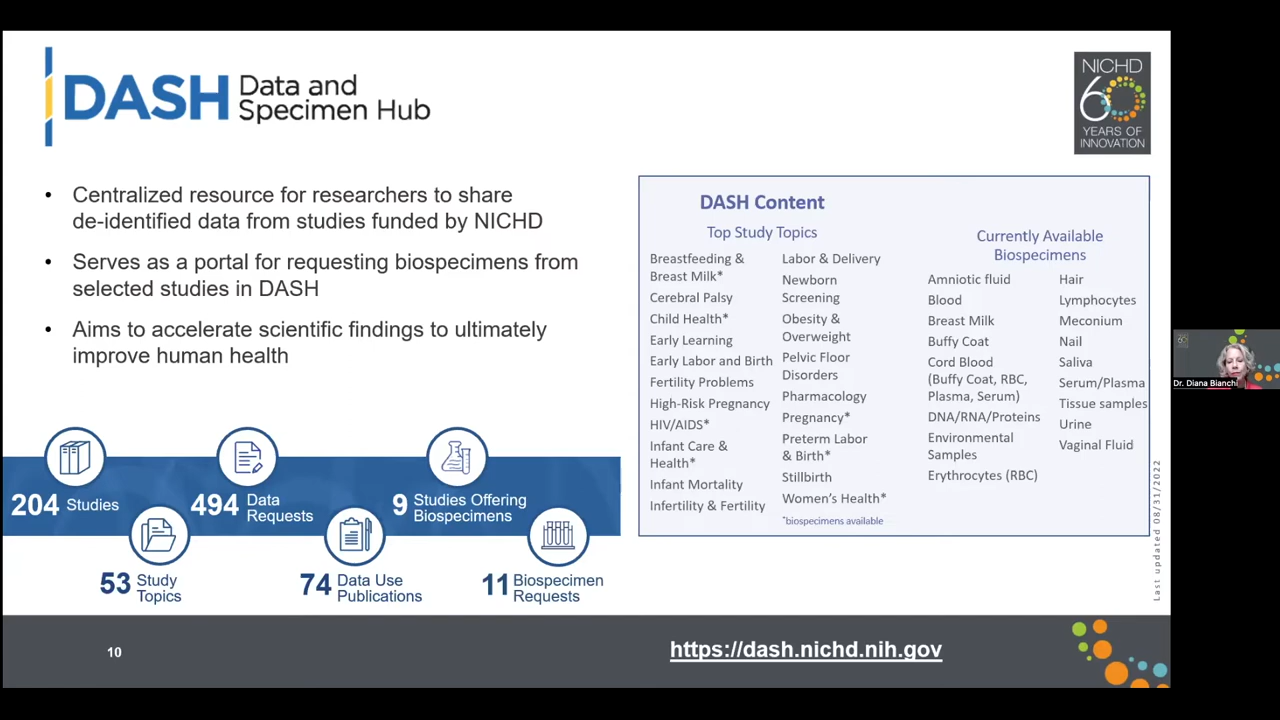 DASH Data and
Specimen Hub
NICHD
60
YEARS OF
INNOVATION
• Centralized resource for researchers to share
de-identified data from studies funded by NICHD
• Serves as a portal for requesting biospecimens from
selected studies in DASH
• Aims to accelerate scientific findings to ultimately
improve human health
204 Studies
494 Data
Requests
9 Studies Offering
Biospecimens
53 Study
Topics
74 Data Use
Publications
11 Biospecimen
Requests
DASH Content
Top Study Topics
Breastfeeding &
Breast Milk*
Cerebral Palsy
Child Health*
Early Learning
Early Labor and Birth
Fertility Problems
High-Risk Pregnancy
HIV/AIDS*
Infant Care &
Health*
Infant Mortality
Infertility & Fertility
Labor & Delivery
Newborn
Screening
Obesity &
Overweight
Pelvic Floor
Disorders
Pharmacology
Pregnancy*
Preterm Labor
& Birth*
Stillbirth
Women's Health*
*biospecimens available
Currently Available
Biospecimens
Amniotic fluid
Blood
Breast Milk
Buffy Coat
Cord Blood
(Buffy Coat, RBC,
Plasma, Serum)
DNA/RNA/Proteins
Environmental
Samples
Erythrocytes (RBC)
Hair
Lymphocytes
Meconium
Nail
Saliva
Serum/Plasma
Tissue samples
Urine
Vaginal Fluid
Last updated 08/31/2022
Dr. Diana Bianchi
10
https://dash.nichd.nih.gov